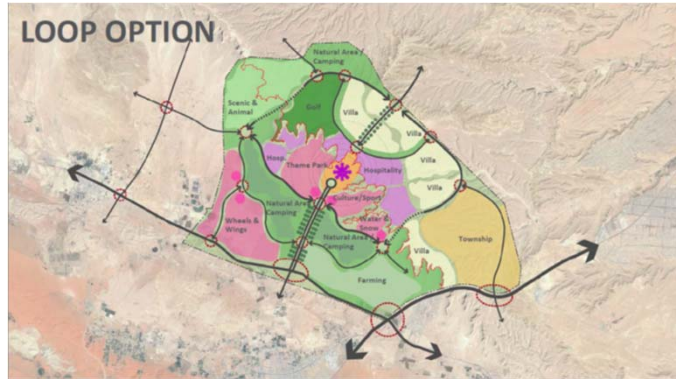 LOOP OPTION
Natural Area /
Camping
Scenic &
Animal
Golf
Villa
Villa
Hosp.
Theme Park
Hospitality
Villa
Villa
Natural Area
Camping
Culture/Sport
Water &
Snow
Wheels &
Wings
Natural Area /
Camping
Villa
Township
Farming